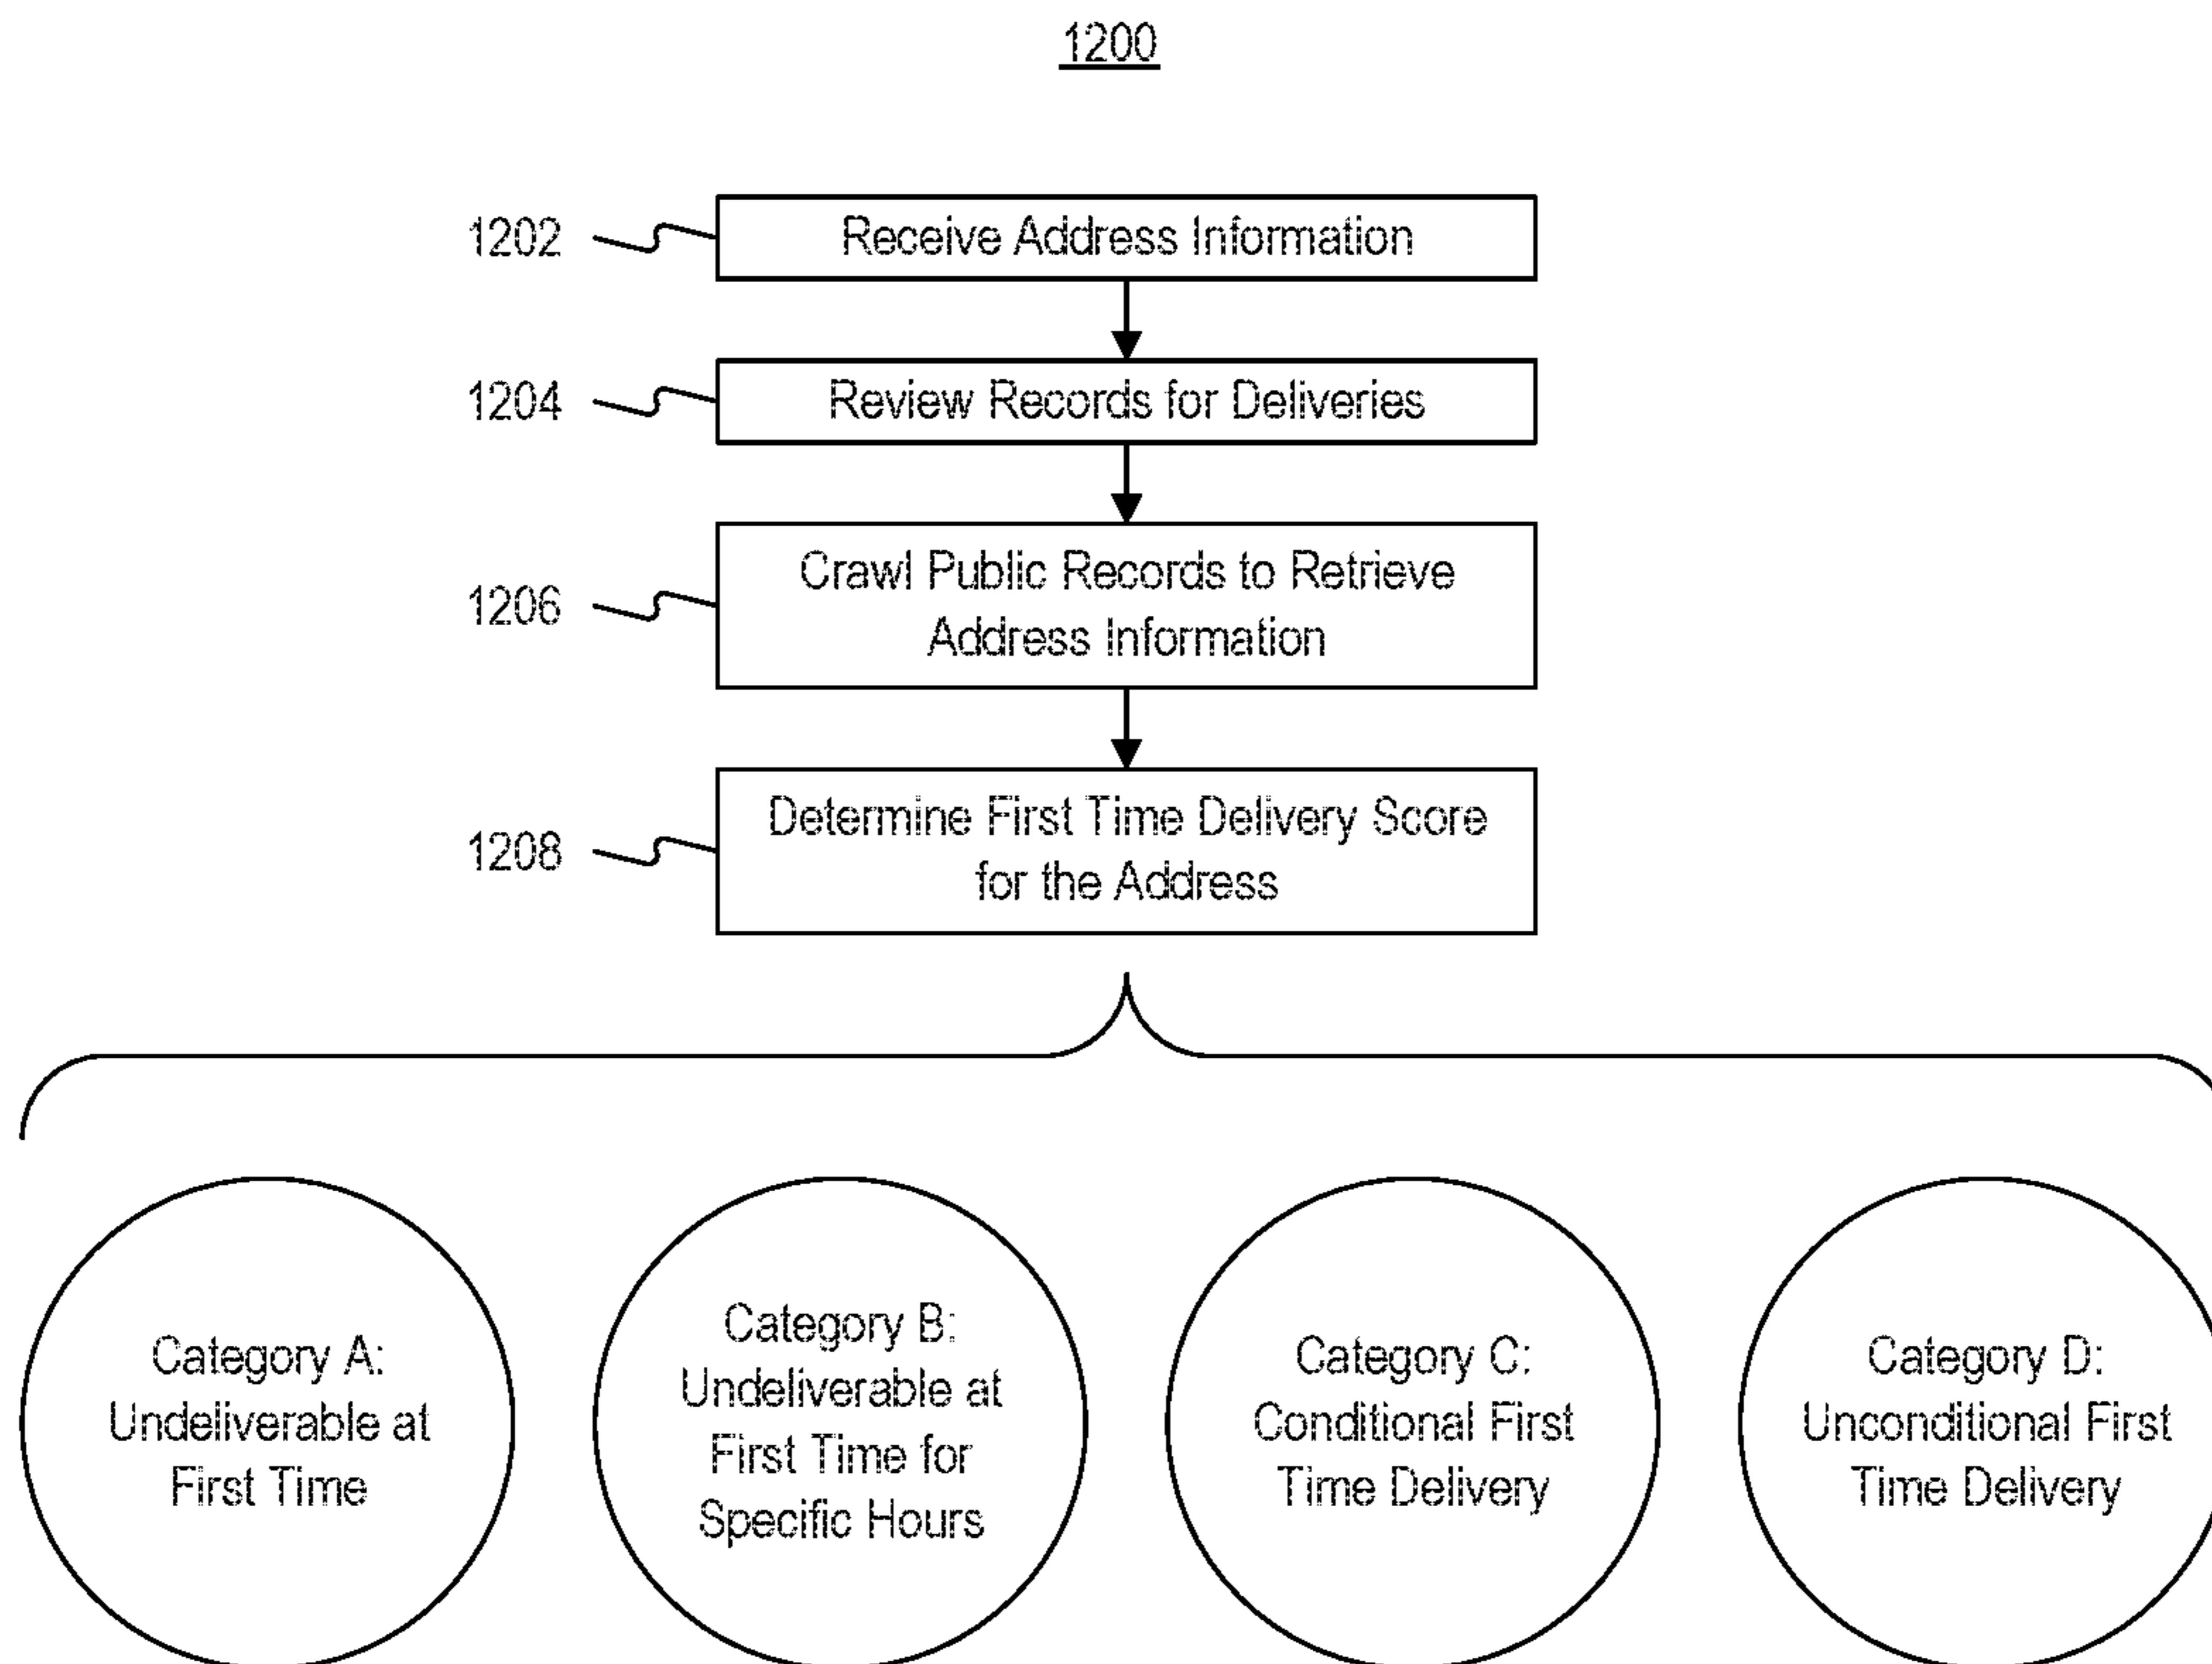 1200
1202
Receive Address Information
1204
Review Records for Deliveries
1206
Crawl Public Records to Retrieve
Address Information
1208
Determine First Time Delivery Score
for the Address
Category A:
Undeliverable at
First Time
Category B:
Undeliverable at
First Time for
Specific Hours
Category C:
Conditional First
Time Delivery
Category D:
Unconditional First
Time Delivery